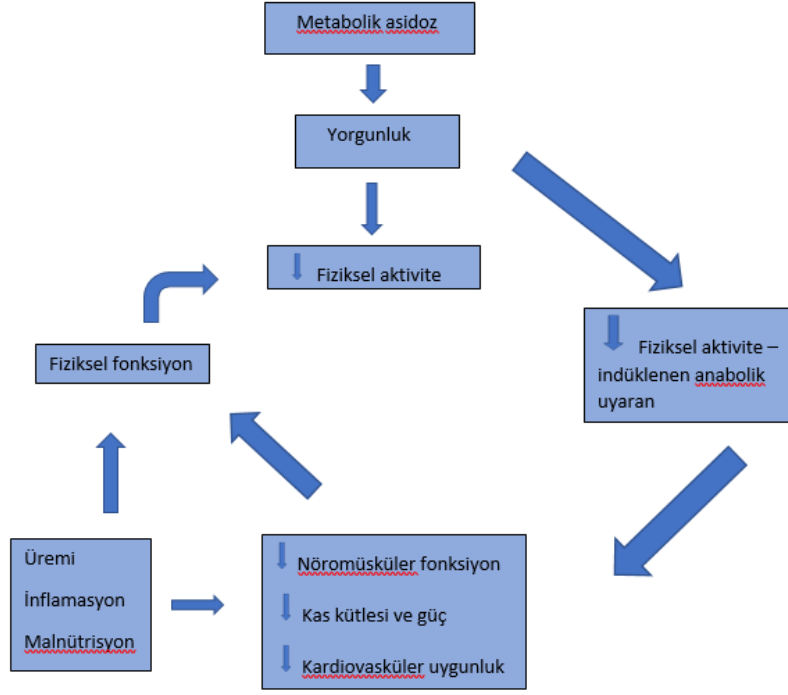 Metabolik asidoz
Yorgunluk
Fiziksel aktivite
Fiziksel fonksiyon
Fiziksel aktivite –
indüklenen anabolik
uyaran
Üremi
İnflamasyon
Malnütrisyon
Nöromüsküler fonksiyon
Kas kütlesi ve güç
Kardiovasküler uygunluk